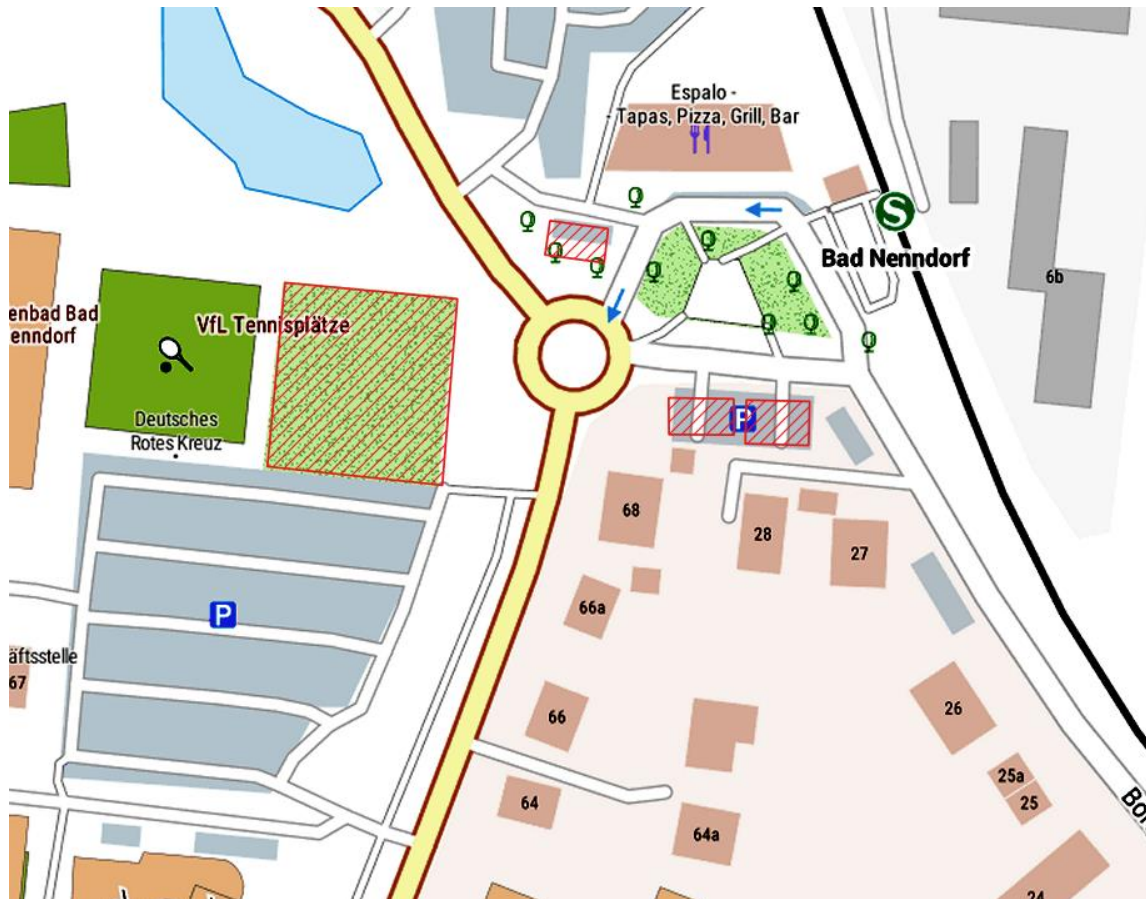 Espalo -
- Tapas, Pizza, Grill, Bar
S
Bad Nenndorf
6b
enbad Bad
enndorf
VfL Tennisplätze
Deutsches
Rotes Kreuz
P
68
28
27
66a
P
äftsstelle
67
66
26
25a
25
64
64a
Bor
24